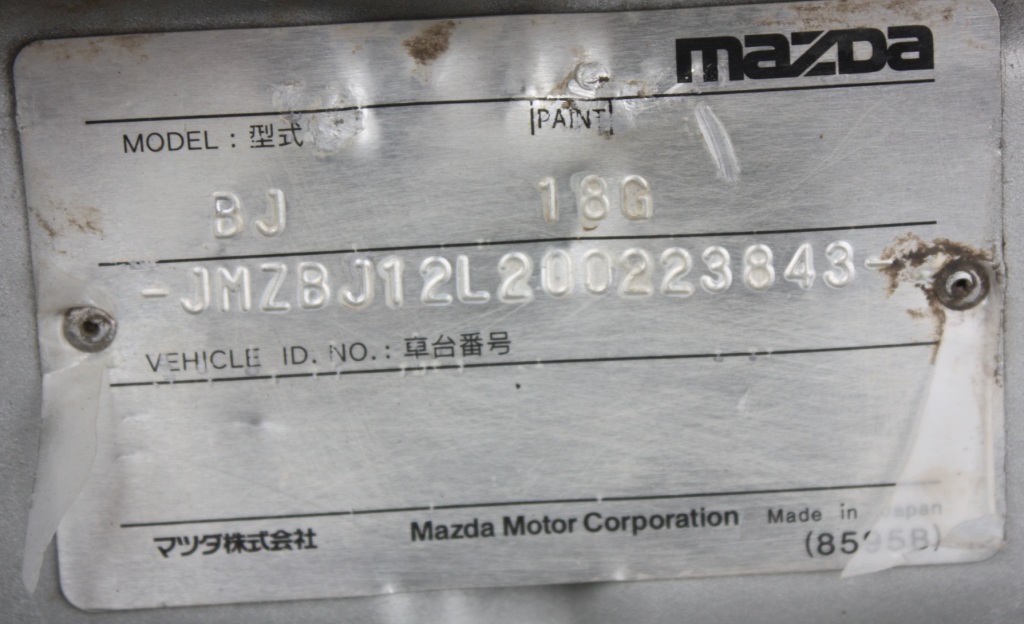 mazda
MODEL : 型式 PAINT
BJ 18G
-JMZBJ12L200223843-
VEHICLE ID. NO. : 車台番号
マツダ株式会社 Mazda Motor Corporation Made in Japan
(8595B)